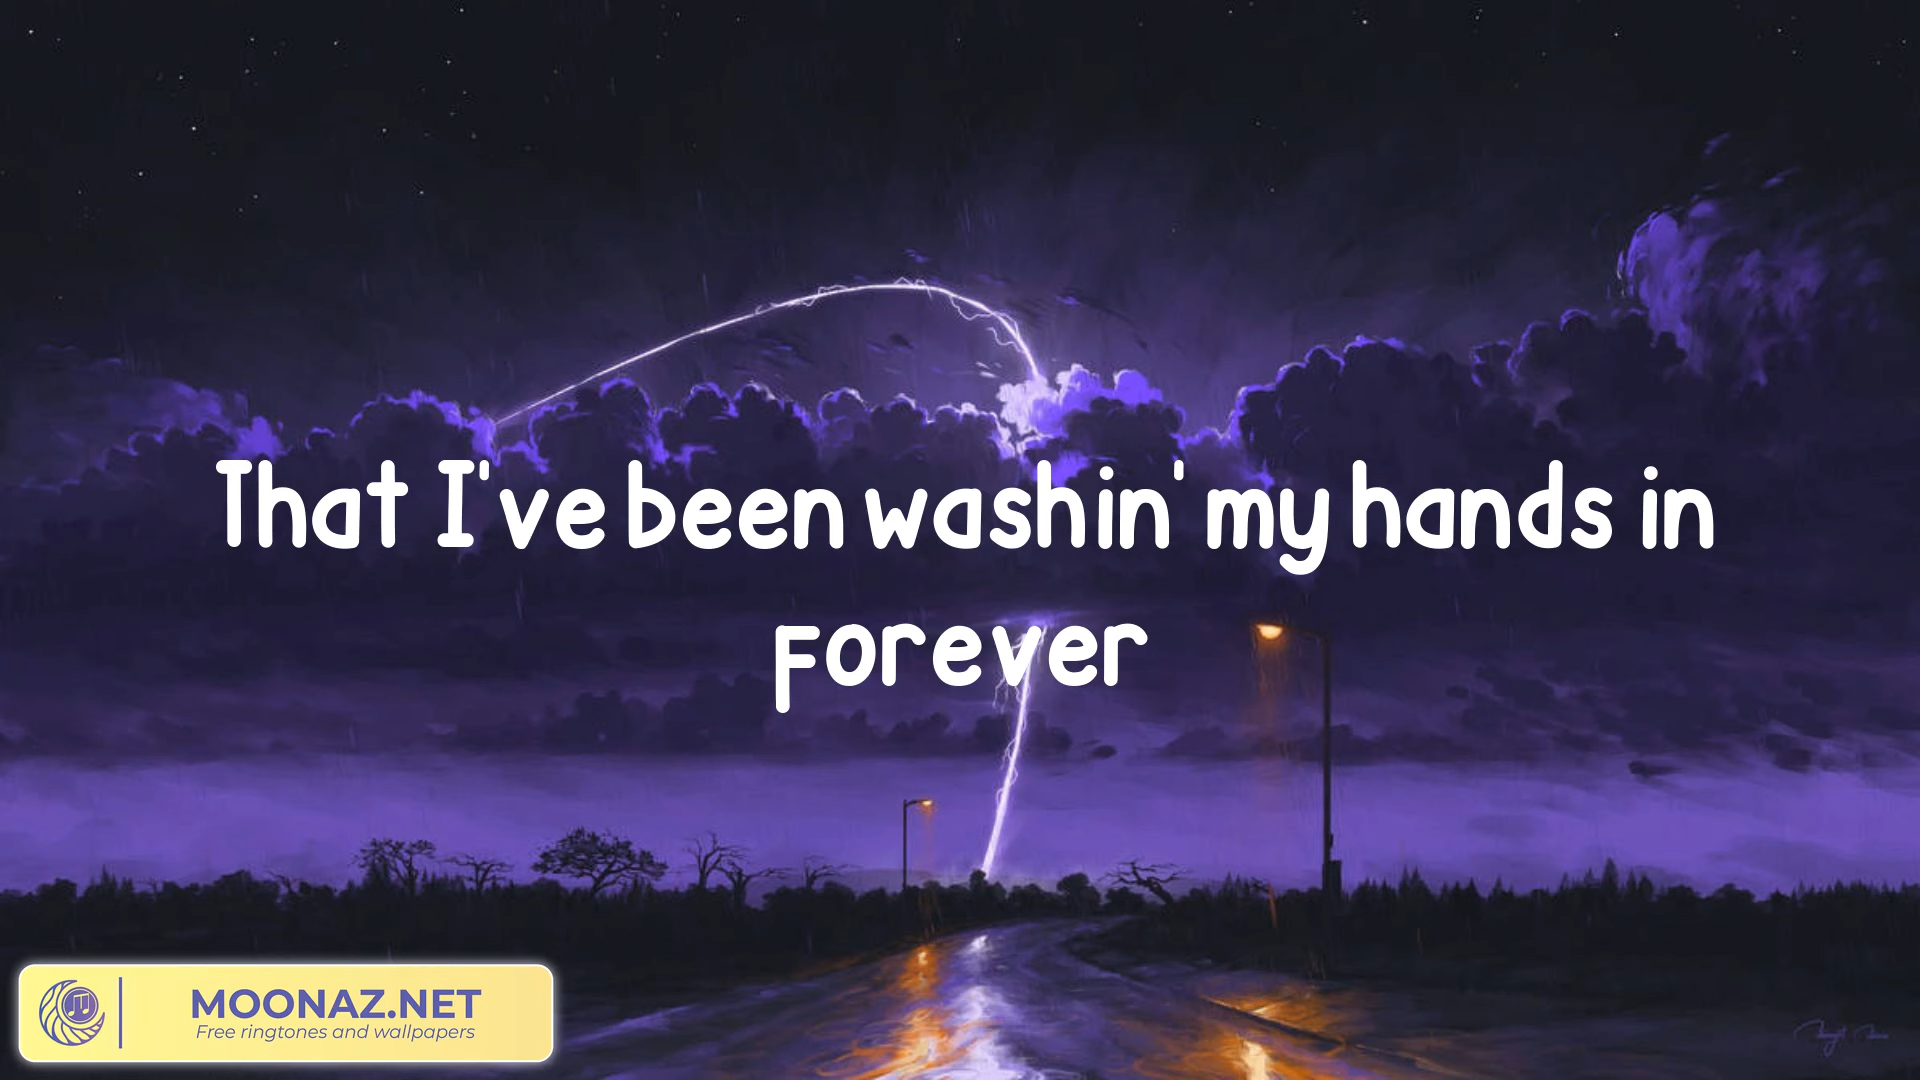 That I've been washin' my hands in
forever
MOONAZ.NET
Free ringtones and wallpapers